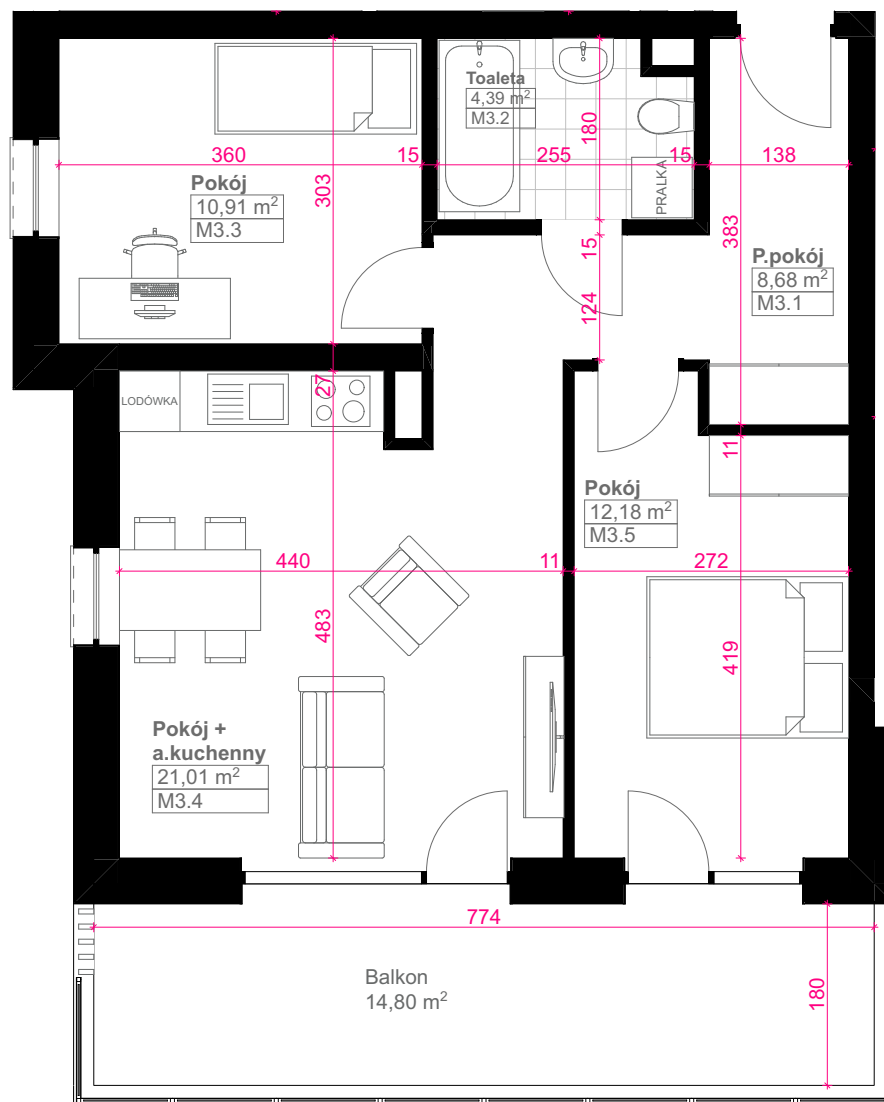 Toaleta
4,39 m²
M3.2
180
360
15
255
15
138
Pokój
10,91 m²
M3.3
303
PRALKA
383
15
P.pokój
8,68 m²
M3.1
124
27
LODÓWKA
11
Pokój
12,18 m²
M3.5
440
11
272
483
419
Pokój +
a.kuchenny
21,01 m²
M3.4
774
Balkon
14,80 m²
180